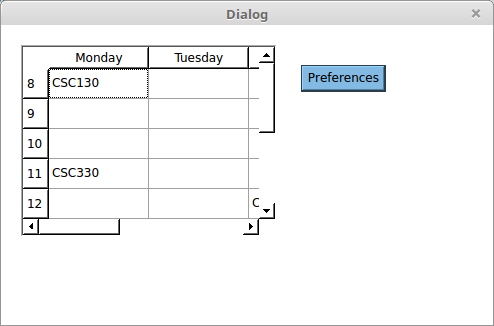 Dialog
Monday Tuesday
Preferences
8 CSC130
9
10
11 CSC330
12 C